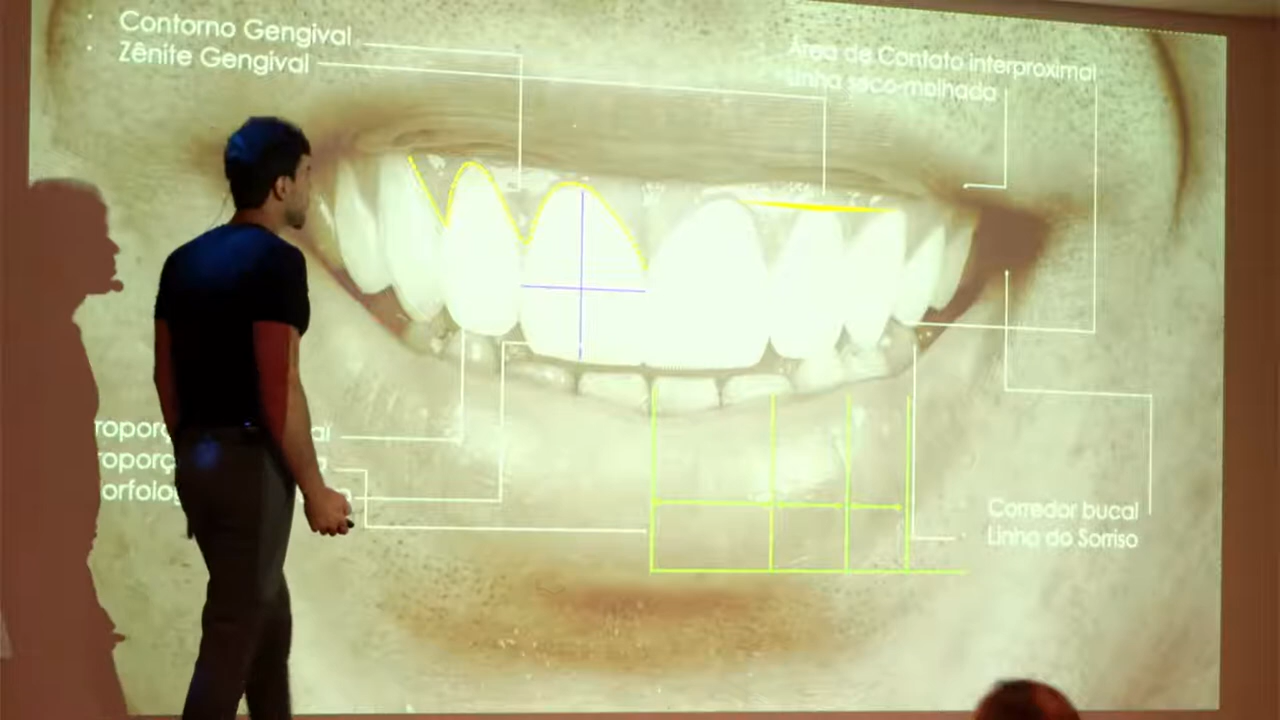 Contorno Gengival
Zênite Gengival
Área de Contato interproximal
Linha seco-molhada
Corredor bucal
Linha do Sorriso